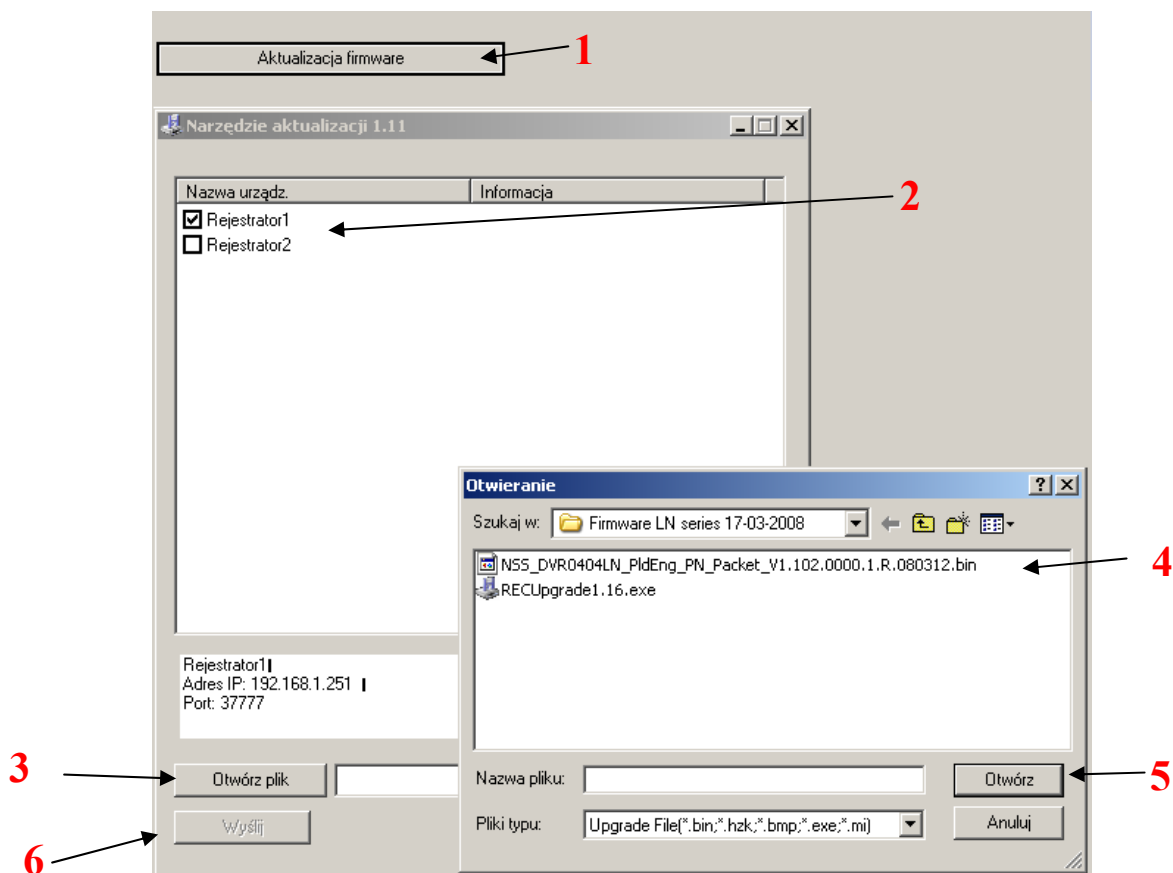 Aktualizacja firmware
1
Narzędzie aktualizacji 1.11
Nazwa urządz. Informacja
2
Rejestrator1
Rejestrator2
Otwieranie
Szukaj w: Firmware LN series 17-03-2008
NSS_DVR0404LN_PldEng_PN_Packet_V1.102.0000.1.R.080312.bin
4
RECUpgrade1.16.exe
Rejestrator1
Adres IP: 192.168.1.251
Port: 37777
3
Otwórz plik
Nazwa pliku:
Otwórz
5
Wyślij
Pliki typu: Upgrade File(*.bin;*.hzk;*.bmp;*.exe;*.mi)
Anuluj
6